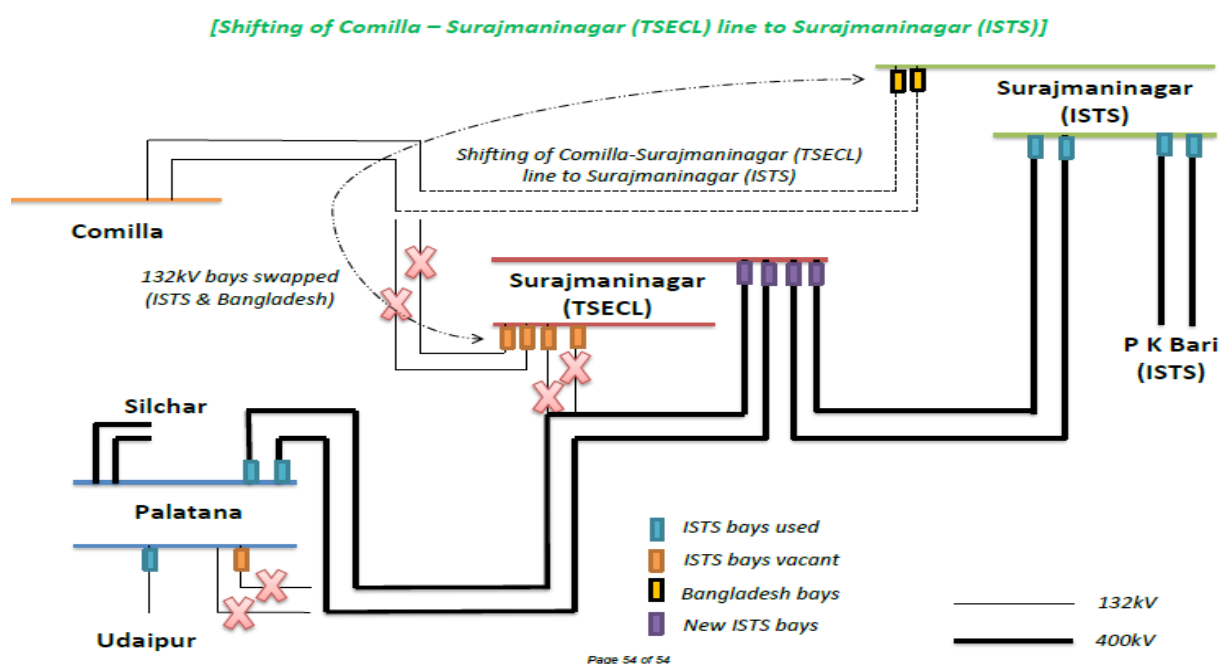 [Shifting of Comilla – Surajmaninagar (TSECL) line to Surajmaninagar (ISTS)]
Surajmaninagar
(ISTS)
Shifting of Comilla-Surajmaninagar (TSECL)
line to Surajmaninagar (ISTS)
Comilla
132kV bays swapped
(ISTS & Bangladesh)
Surajmaninagar
(TSECL)
P K Bari
(ISTS)
Silchar
Palatana
Udaipur
ISTS bays used
ISTS bays vacant
Bangladesh bays
New ISTS bays
132kV
400kV
Page 54 of 54